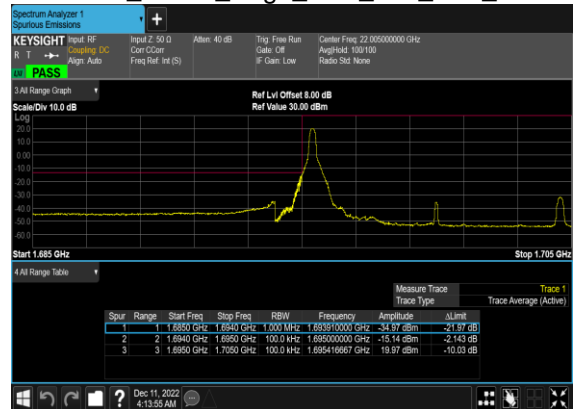 Spectrum Analyzer 1
Spurious Emissions
+
KEYSIGHT Input: RF Input Z: 50 Ω Atten: 40 dB Trig: Free Run Center Freq: 22.005000000 GHz
R T Coupling: DC Corr CCorr Gate: Off Avg|Hold: 100/100
Align: Auto Freq Ref: Int (S) IF Gain: Low Radio Std: None
PASS
3 All Range Graph Ref Lvl Offset 8.00 dB
Scale/Div 10.0 dB Ref Value 30.00 dBm
Log
20.0
10.0
0.00
-10.0
-20.0
-30.0
-40.0
-50.0
-60.0
Start 1.685 GHz Stop 1.705 GHz
4 All Range Table
Measure Trace Trace 1
Trace Type Trace Average (Active)
Spur Range Start Freq Stop Freq RBW Frequency Amplitude ΔLimit
1 1 1.6850 GHz 1.6940 GHz 1.000 MHz 1.693910000 GHz -34.97 dBm -21.97 dB
2 2 1.6940 GHz 1.6950 GHz 100.0 kHz 1.695000000 GHz -15.14 dBm -2.143 dB
3 3 1.6950 GHz 1.7050 GHz 100.0 kHz 1.695416667 GHz 19.97 dBm -10.03 dB
? Dec 11, 2022
4:13:55 AM